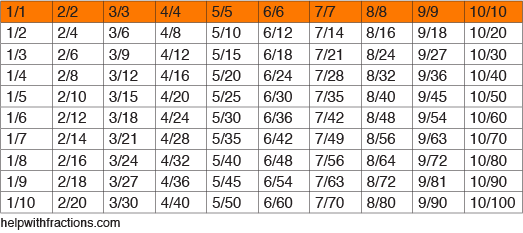 1/1 2/2 3/3 4/4 5/5 6/6 7/7 8/8 9/9 10/10
1/2 2/4 3/6 4/8 5/10 6/12 7/14 8/16 9/18 10/20
1/3 2/6 3/9 4/12 5/15 6/18 7/21 8/24 9/27 10/30
1/4 2/8 3/12 4/16 5/20 6/24 7/28 8/32 9/36 10/40
1/5 2/10 3/15 4/20 5/25 6/30 7/35 8/40 9/45 10/50
1/6 2/12 3/18 4/24 5/30 6/36 7/42 8/48 9/54 10/60
1/7 2/14 3/21 4/28 5/35 6/42 7/49 8/56 9/63 10/70
1/8 2/16 3/24 4/32 5/40 6/48 7/56 8/64 9/72 10/80
1/9 2/18 3/27 4/36 5/45 6/54 7/63 8/72 9/81 10/90
1/10 2/20 3/30 4/40 5/50 6/60 7/70 8/80 9/90 10/100
helpwithfractions.com